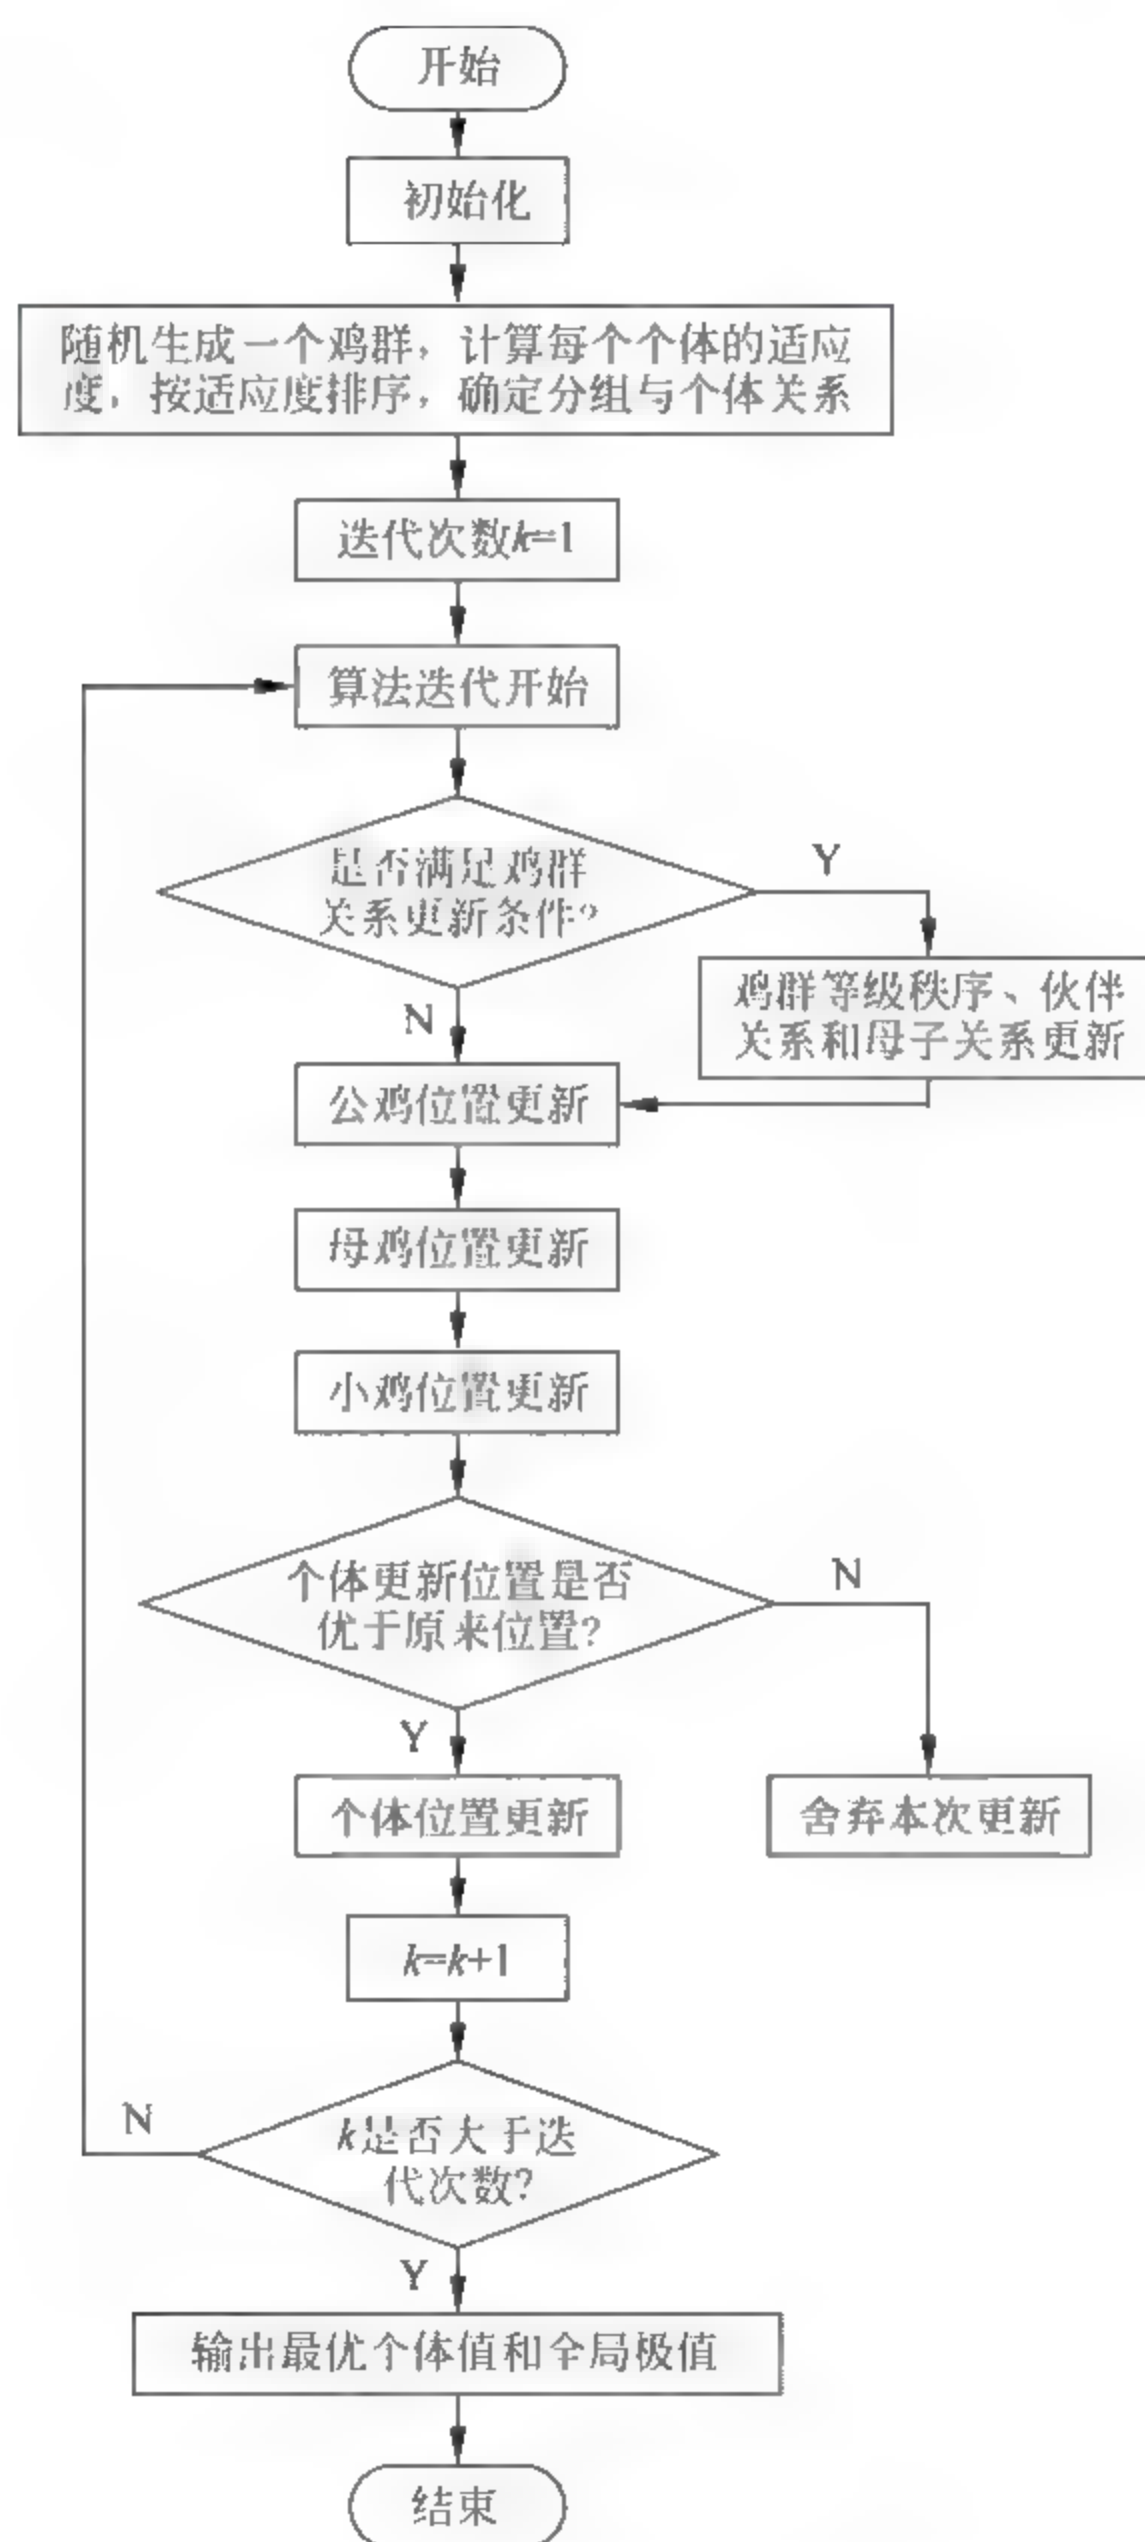 开始
初始化
随机生成一个鸡群，计算每个个体的适应
度，按适应度排序，确定分组与个体关系
迭代次数k=1
算法迭代开始
是否满足鸡群
关系更新条件?
Y
鸡群等级秩序、伙伴
关系和母子关系更新
N
公鸡位置更新
母鸡位置更新
小鸡位置更新
个体更新位置是否
优于原来位置?
N
Y
个体位置更新
舍弃本次更新
k=k+1
k是否大于迭
代次数?
N
Y
输出最优个体值和全局极值
结束